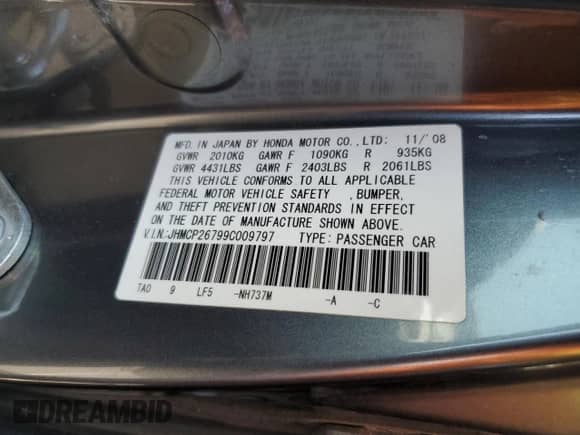 MFD. IN JAPAN BY HONDA MOTOR CO.,LTD: 11/'08
GVWR 2010KG GAWR F 1090KG R 935KG
GVWR 4431LBS GAWR F 2403LBS R 2061LBS
THIS VEHICLE CONFORMS TO ALL APPLICABLE
FEDERAL MOTOR VEHICLE SAFETY ,BUMPER,
AND THEFT PREVENTION STANDARDS IN EFFECT
ON THE DATE OF MANUFACTURE SHOWN ABOVE.
V.I.N:JHMCP26799C009797 TYPE: PASSENGER CAR
TA0 9 LF5 -NH737M -A -C
DREAMBID